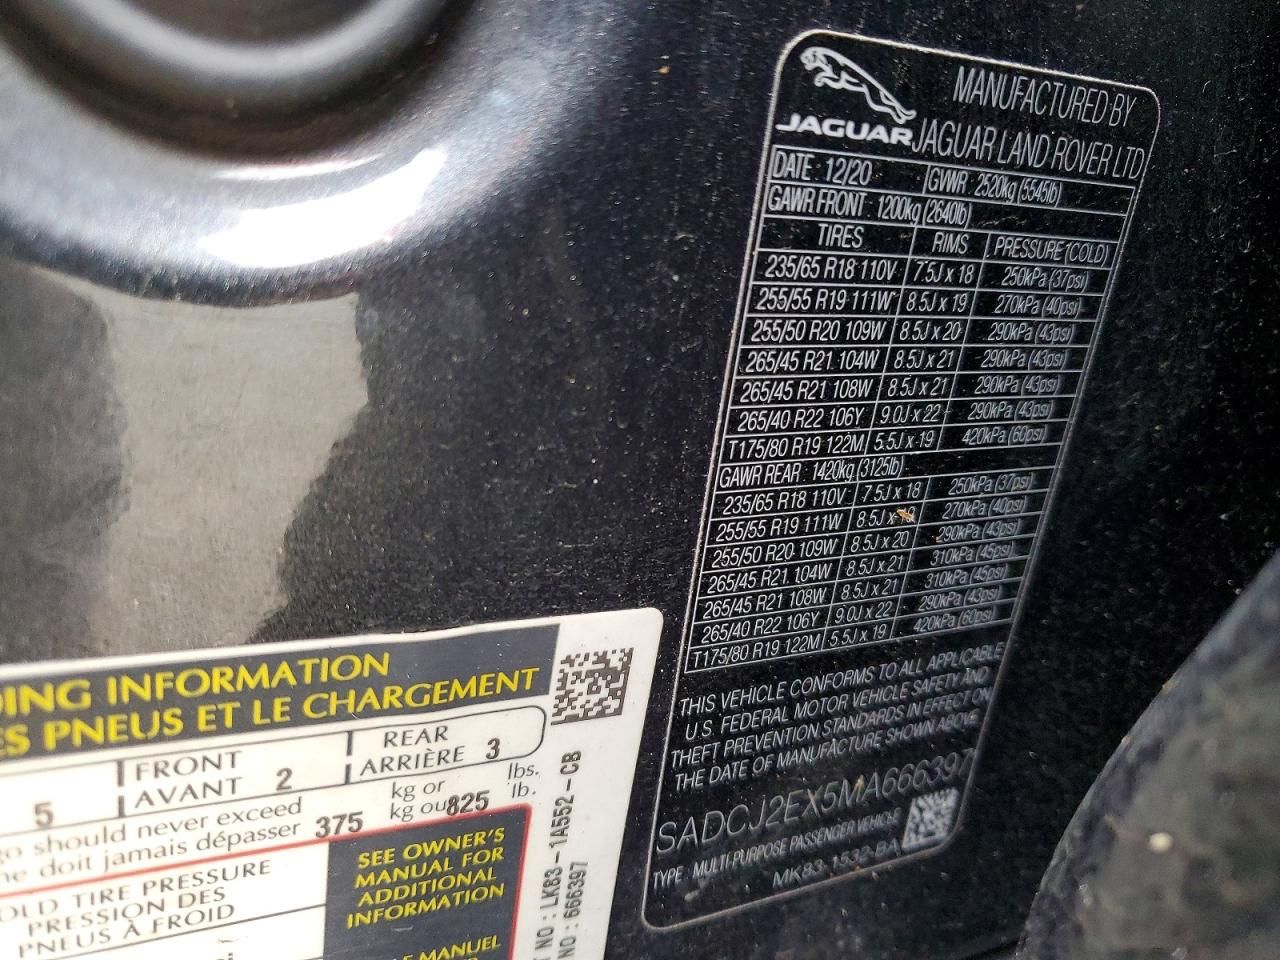 JAGUAR
MANUFACTURED BY
JAGUAR LAND ROVER LTD
DATE : 12/20 GVWR : 2520kg (5545lb)
GAWR FRONT : 1200kg (2640lb)
TIRES RIMS PRESSURE (COLD)
235/65 R18 110V 7.5J x 18 250kPa (37psi)
255/55 R19 111W 8.5J x 19 270kPa (40psi)
255/50 R20 109W 8.5J x 20 290kPa (43psi)
265/45 R21 104W 8.5J x 21 290kPa (43psi)
265/45 R21 108W 8.5J x 21 290kPa (43psi)
265/40 R22 106Y 9.0J x 22 290kPa (43psi)
T175/80 R19 122M 5.5J x 19 420kPa (60psi)
GAWR REAR : 1420kg (3125lb)
235/65 R18 110V 7.5J x 18 250kPa (37psi)
255/55 R19 111W 8.5J x 19 270kPa (40psi)
255/50 R20 109W 8.5J x 20 290kPa (43psi)
265/45 R21 104W 8.5J x 21 310kPa (45psi)
265/45 R21 108W 8.5J x 21 310kPa (45psi)
265/40 R22 106Y 9.0J x 22 290kPa (43psi)
T175/80 R19 122M 5.5J x 19 420kPa (60psi)
THIS VEHICLE CONFORMS TO ALL APPLICABLE
U.S. FEDERAL MOTOR VEHICLE SAFETY AND
THEFT PREVENTION STANDARDS IN EFFECT ON
THE DATE OF MANUFACTURE SHOWN ABOVE
SADCJ2EX5MA666397
TYPE : MULTI-PURPOSE PASSENGER VEHICLE
MK83-1532-BA
DING INFORMATION
ES PNEUS ET LE CHARGEMENT
5 FRONT AVANT 2 REAR ARRIÈRE 3
go should never exceed
ne doit jamais dépasser 375 kg or kg ou 825 lbs. lb.
OLD TIRE PRESSURE
PRESSION DES
PNEUS À FROID
SEE OWNER'S
MANUAL FOR
ADDITIONAL
INFORMATION
MANUEL
T NO : LK83-1A552-CB
NO : 666397